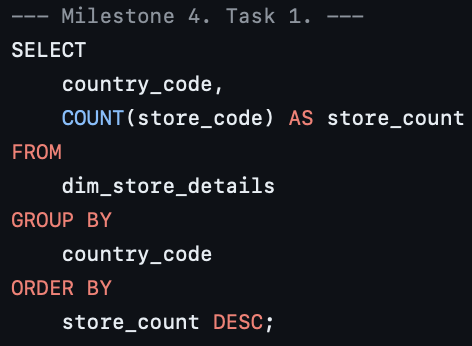 --- Milestone 4. Task 1. ---
SELECT
    country_code,
    COUNT(store_code) AS store_count
FROM
    dim_store_details
GROUP BY
    country_code
ORDER BY
    store_count DESC;